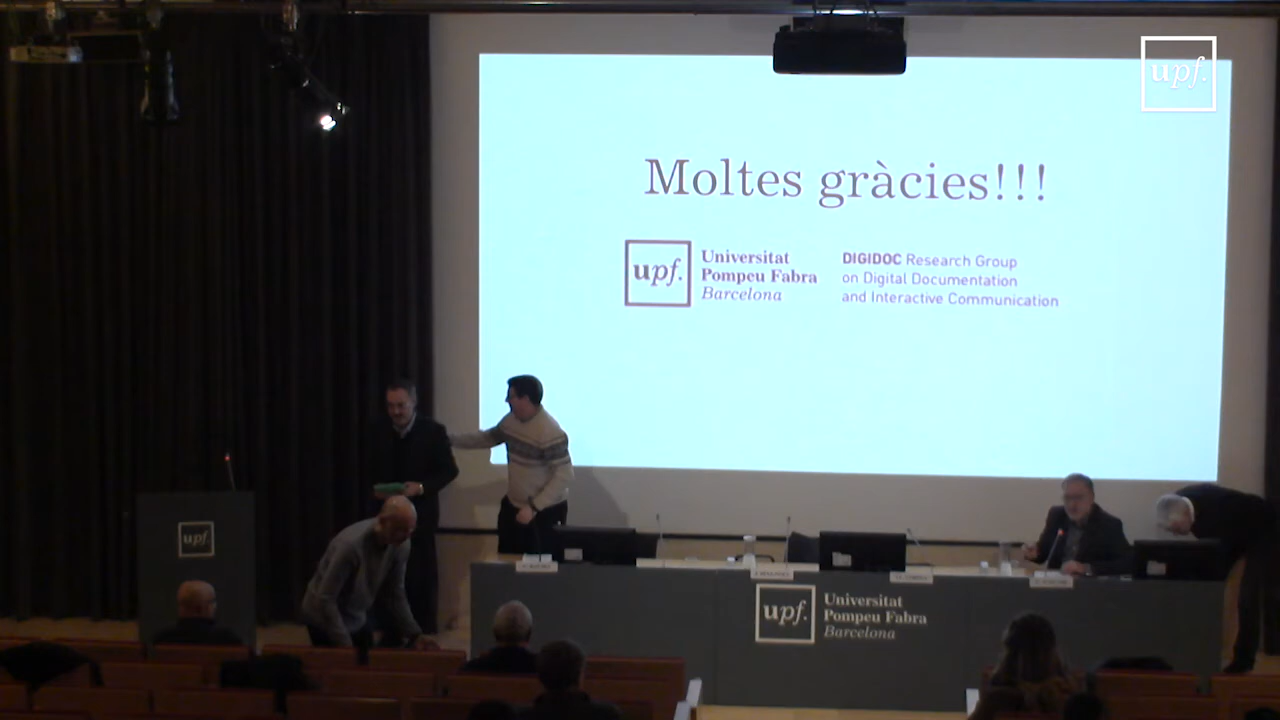 upf.
Moltes gràcies!!!
upf.
Universitat
Pompeu Fabra
Barcelona
DIGIDOC Research Group
on Digital Documentation
and Interactive Communication
upf.
upf.
Universitat
Pompeu Fabra
Barcelona